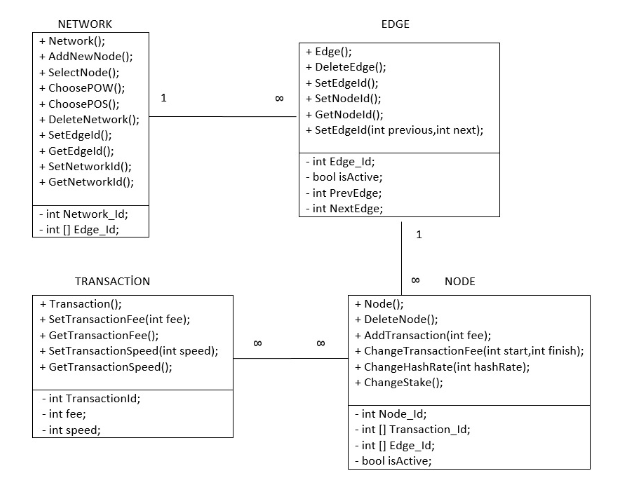 NETWORK
+ Network();
+ AddNewNode();
+ SelectNode();
+ ChoosePOW();
+ ChoosePOS();
+ DeleteNetwork();
+ SetEdgeId();
+ GetEdgeId();
+ SetNetworkId();
+ GetNetworkId();
- int Network_Id;
- int [] Edge_Id;
1
∞
EDGE
+ Edge();
+ DeleteEdge();
+ SetEdgeId();
+ SetNodeId();
+ GetNodeId();
+ SetEdgeId(int previous,int next);
- int Edge_Id;
- bool isActive;
- int PrevEdge;
- int NextEdge;
1
∞
TRANSACTİON
+ Transaction();
+ SetTransactionFee(int fee);
+ GetTransactionFee();
+ SetTransactionSpeed(int speed);
+ GetTransactionSpeed();
- int TransactionId;
- int fee;
- int speed;
∞
∞
NODE
+ Node();
+ DeleteNode();
+ AddTransaction(int fee);
+ ChangeTransactionFee(int start,int finish);
+ ChangeHashRate(int hashRate);
+ ChangeStake();
- int Node_Id;
- int [] Transaction_Id;
- int [] Edge_Id;
- bool isActive;